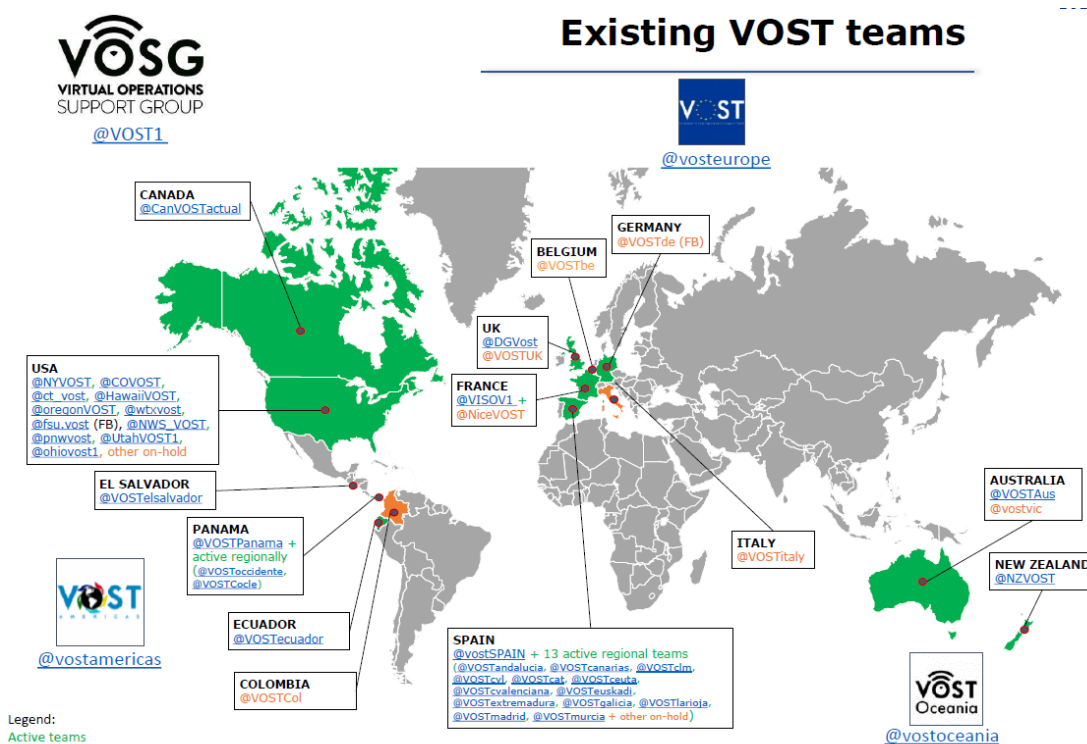 Existing VOST teams
VOSG
VIRTUAL OPERATIONS
SUPPORT GROUP
@VOST1
VOST
@vosteurope
CANADA
@CanVOSTactual
GERMANY
@VOSTde (FB)
BELGIUM
@VOSTbe
UK
@DGVost
@VOSTUK
USA
@NYVOST, @COVOST,
@ct_vost, @HawaiiVOST,
@oregonVOST, @wtxvost,
@fsu.vost (FB), @NWS_VOST,
@pnwvost, @UtahVOST1,
@ohiovost1, other on-hold
FRANCE
@VISOV1 +
@NiceVOST
EL SALVADOR
@VOSTelsalvador
AUSTRALIA
@VOSTAus
@vostvic
PANAMA
@VOSTPanama +
active regionally
(@VOSToccidente,
@VOSTCocle)
ITALY
@VOSTitaly
NEW ZEALAND
@NZVOST
VOST
AMERICAS
@vostamericas
ECUADOR
@VOSTecuador
SPAIN
@vostSPAIN + 13 active regional teams
(@VOSTandalucia, @VOSTcanarias, @VOSTclm,
@VOSTcyl, @VOSTcat, @VOSTceuta,
@VOSTcvalenciana, @VOSTeuskadi,
@VOSTextremadura, @VOSTgalicia, @VOSTlarioja,
@VOSTmadrid, @VOSTmurcia + other on-hold)
COLOMBIA
@VOSTCol
VOST
Oceania
@vostoceania
Legend:
Active teams